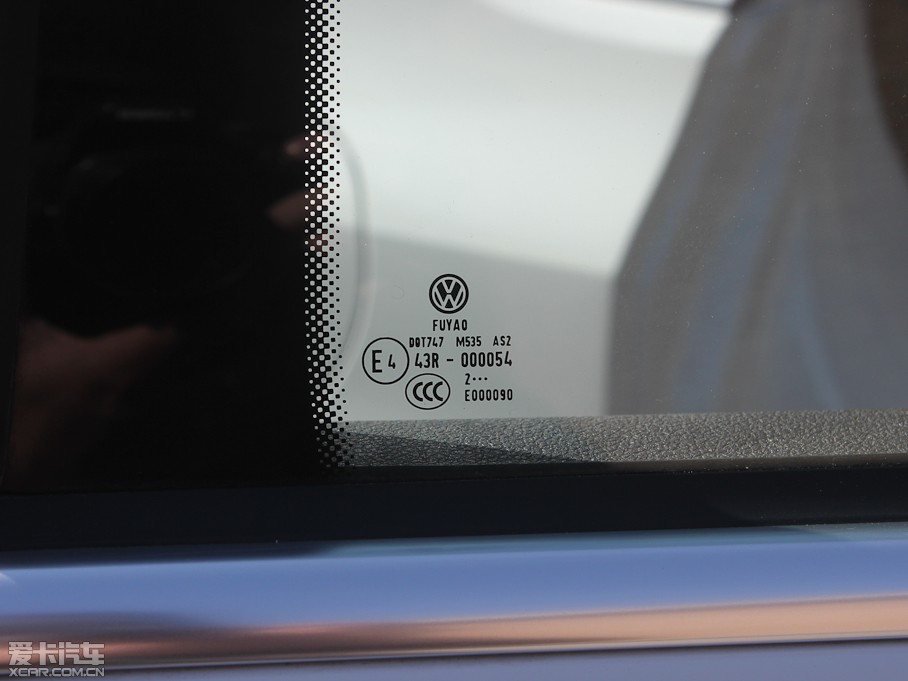 FUYAO
DOT747 M535 AS2
E4 43R - 000054
2•••
CCC E000090
爱卡汽车
XCAR.COM.CN